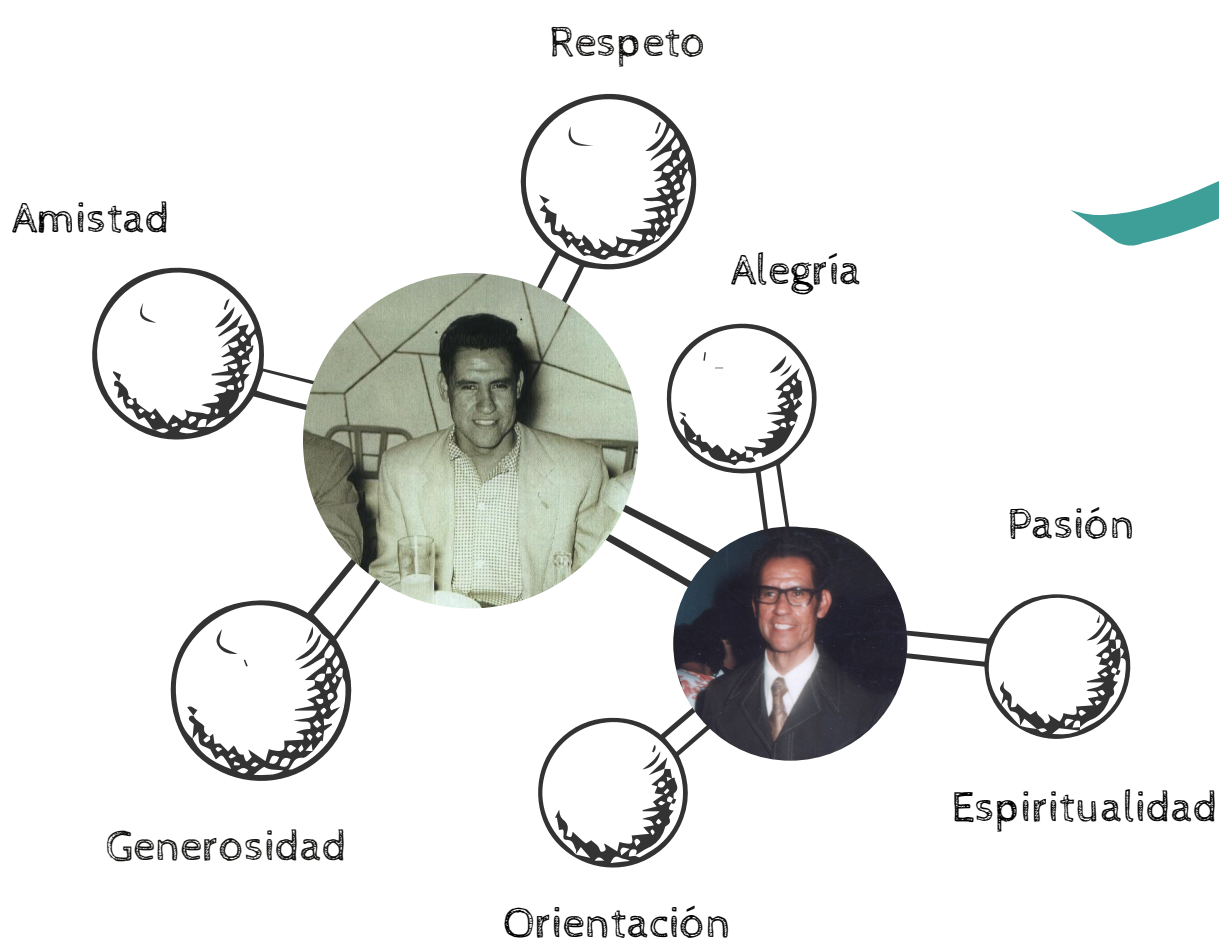 Respeto
Amistad
Alegría
Pasión
Espiritualidad
Generosidad
Orientación